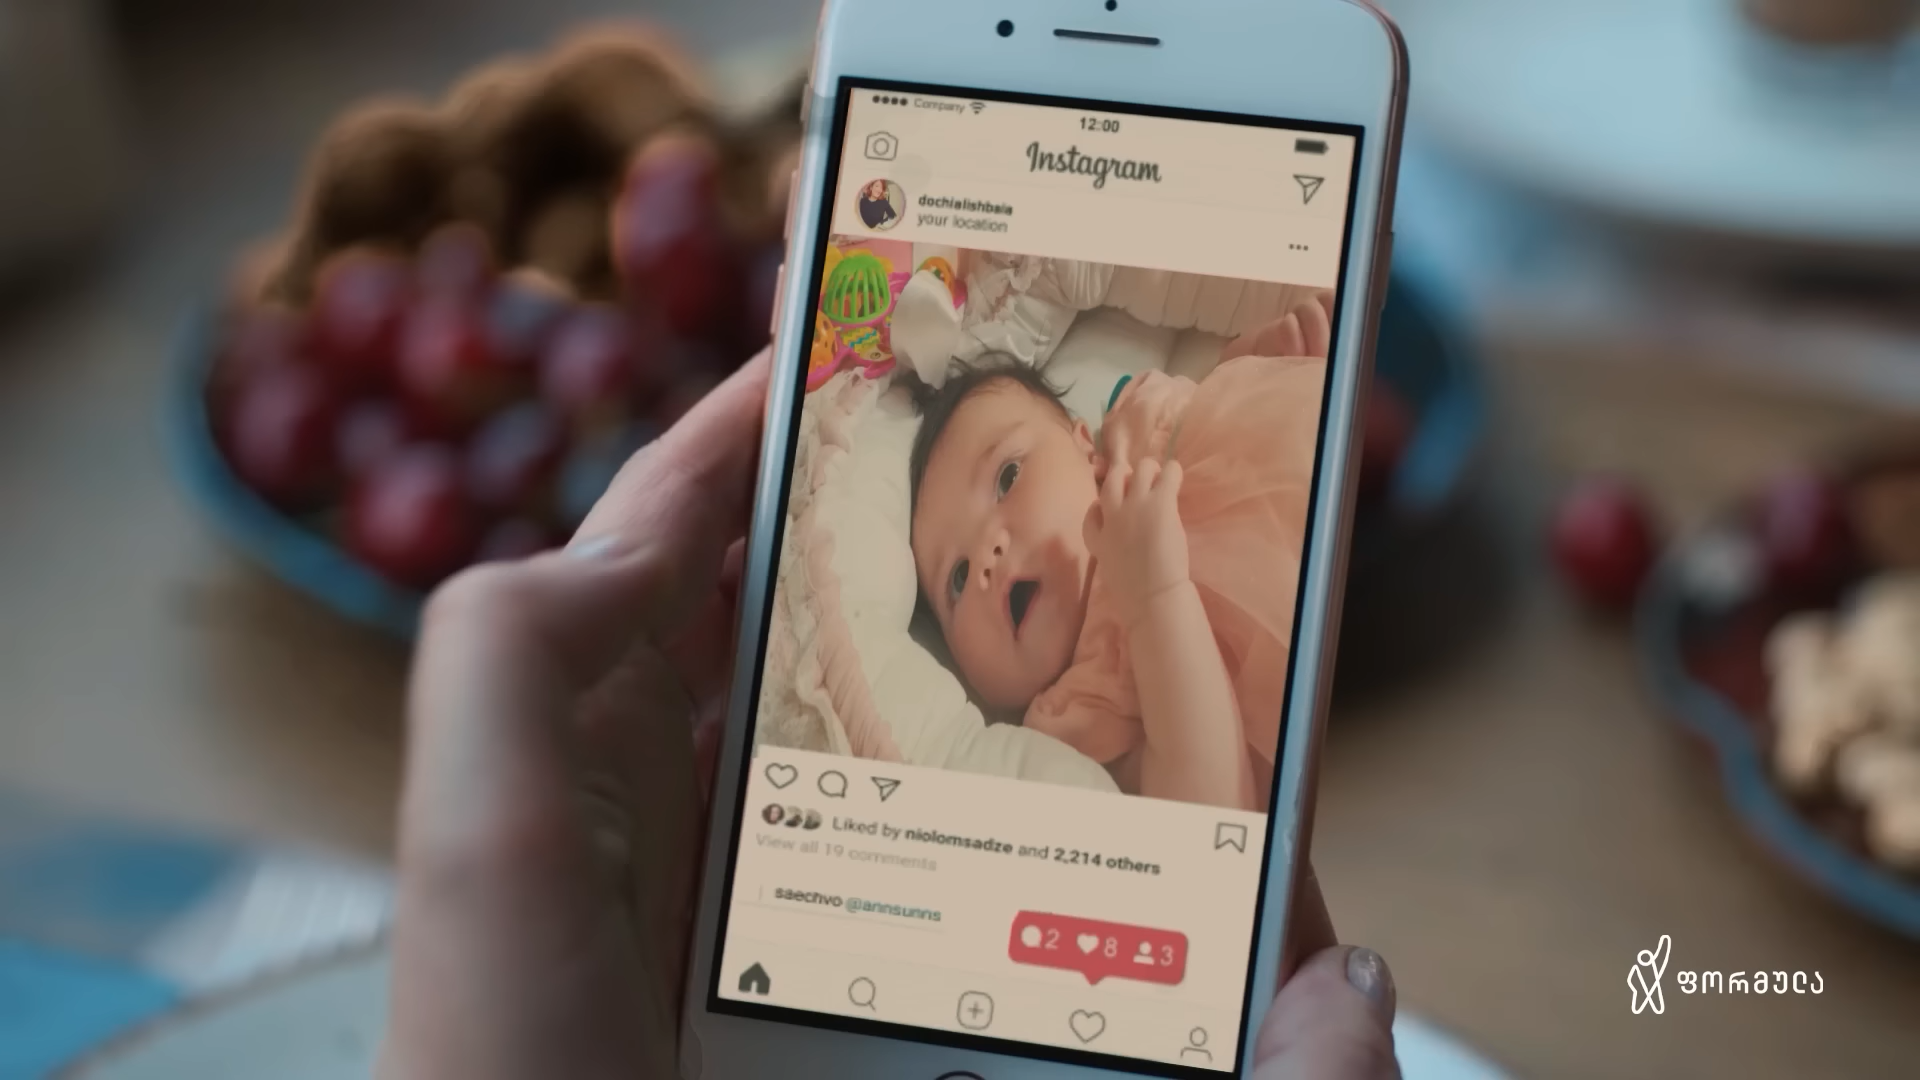 Company
12:00
Instagram
dochialishbaia
your location
Liked by niolomsadze and 2,214 others
View all 19 comments
saechvo @annsunns
2 8 3
ფორმულა